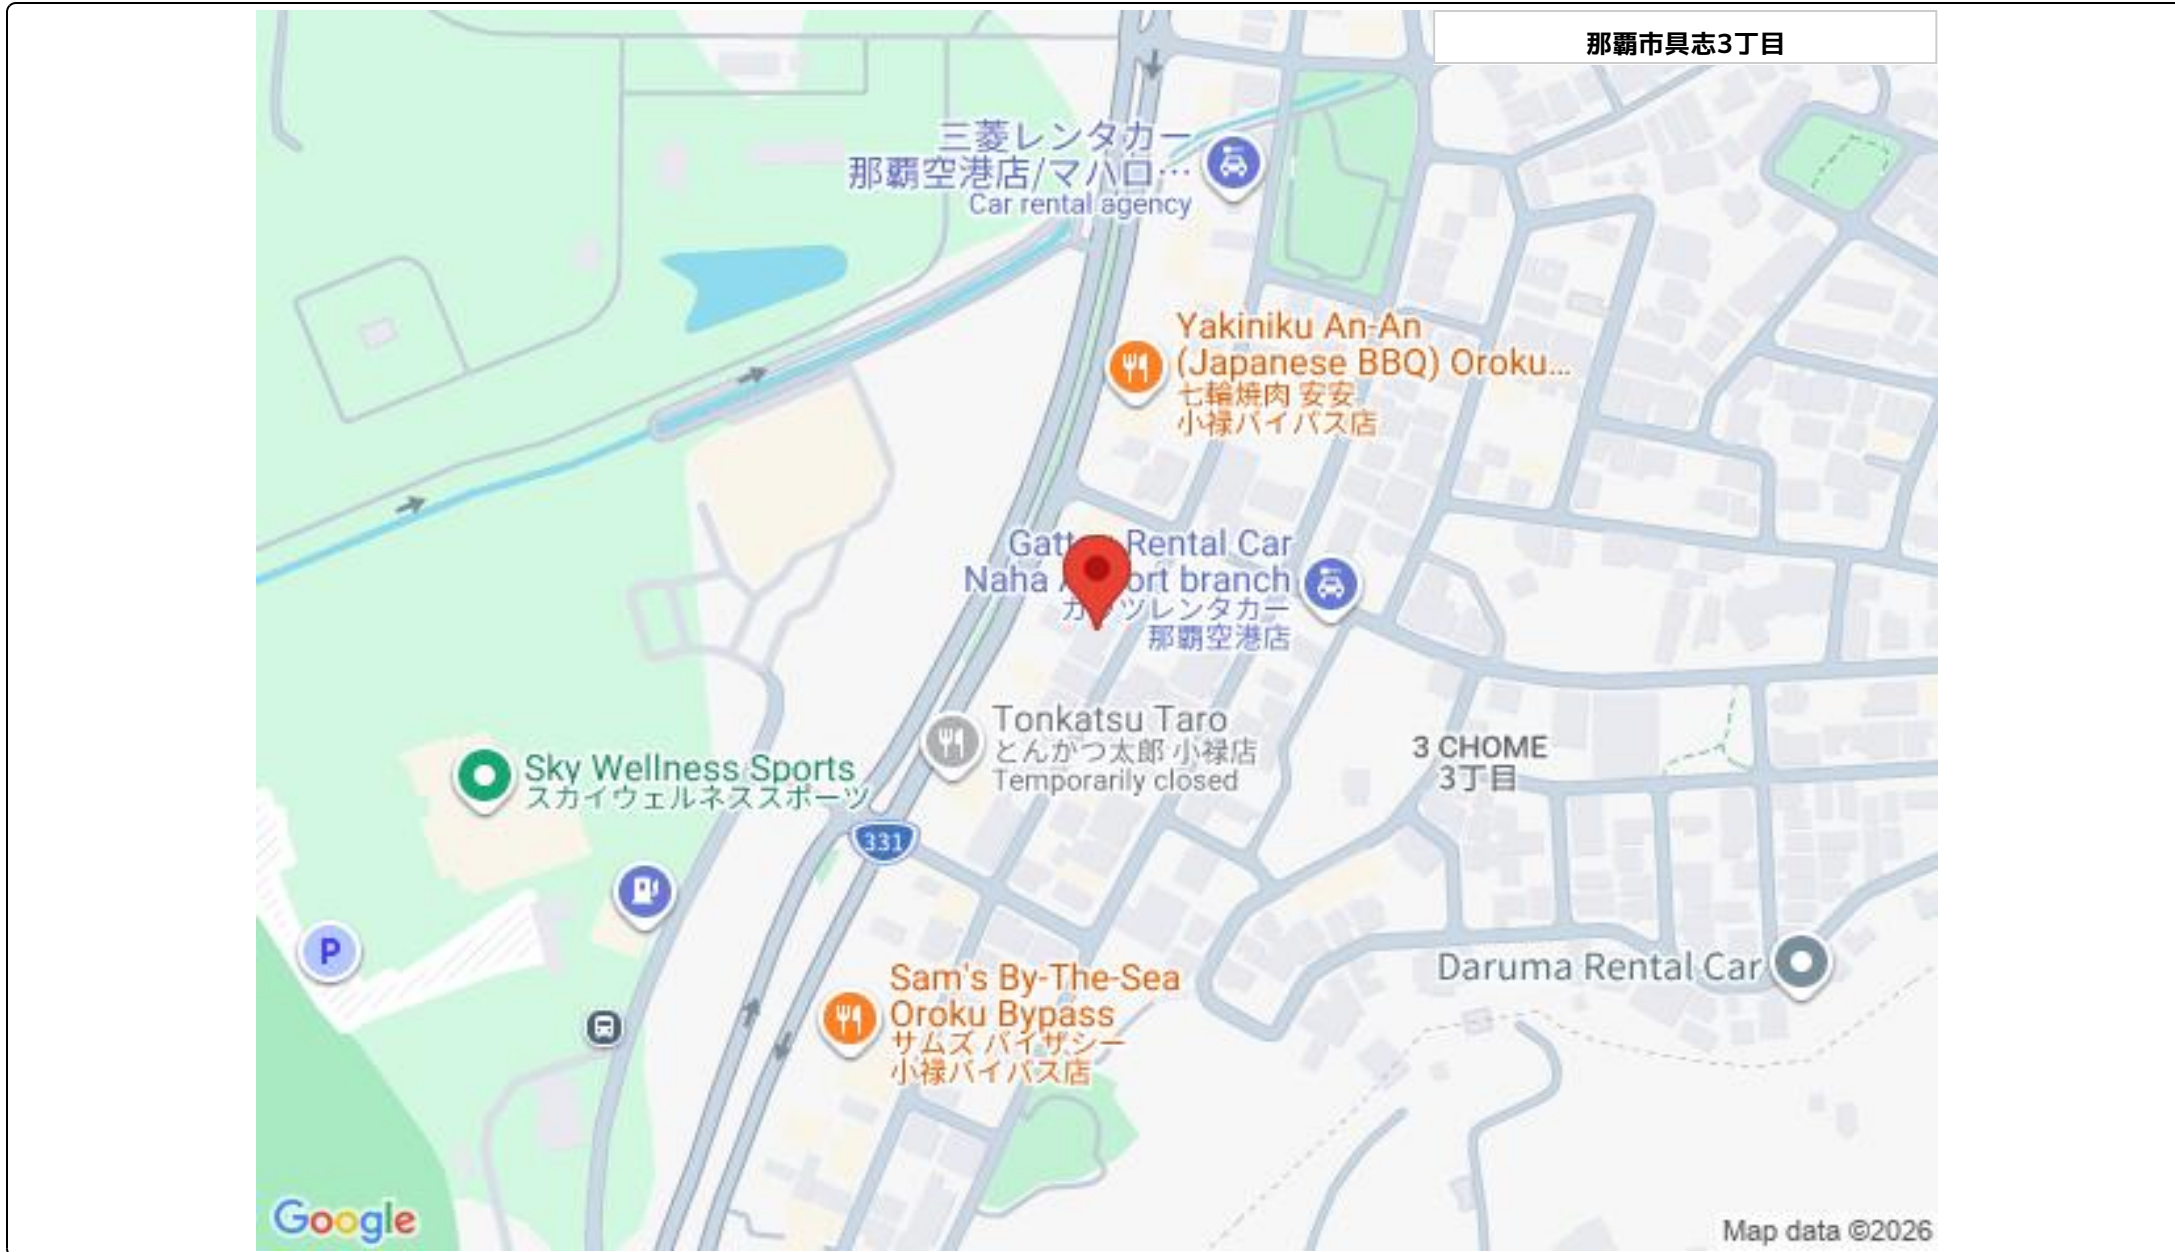 那覇市具志3丁目
三菱レンタカー
那覇空港店/マハロ…
Car rental agency
Yakiniku An-An
(Japanese BBQ) Oroku...
七輪焼肉 安安
小禄バイパス店
Rental Car
Naha
branch
ツレンタカー
那覇空港店
Tonkatsu Taro
とんかつ太郎 小禄店
Temporarily closed
3 CHOME
3丁目
Sky Wellness Sports
スカイウェルネススポーツ
331
P
Daruma Rental Car
Sam's By-The-Sea
Oroku Bypass
サムズ バイザシー
小禄バイパス店
Google
Map data ©2026